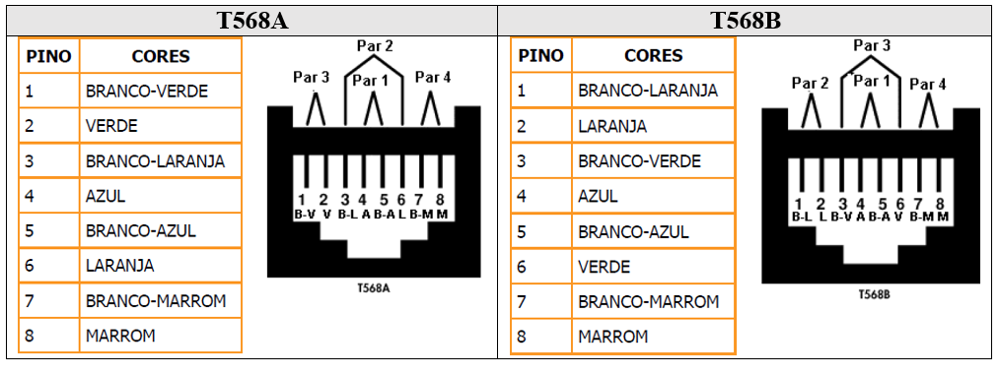 T568A
PINO CORES
1 BRANCO-VERDE
2 VERDE
3 BRANCO-LARANJA
4 AZUL
5 BRANCO-AZUL
6 LARANJA
7 BRANCO-MARROM
8 MARROM
Par 2
Par 3 Par 1 Par 4
1 2 3 4 5 6 7 8
B-V V B-L A B-A L B-M M
T568A
T568B
PINO CORES
1 BRANCO-LARANJA
2 LARANJA
3 BRANCO-VERDE
4 AZUL
5 BRANCO-AZUL
6 VERDE
7 BRANCO-MARROM
8 MARROM
Par 3
Par 2 Par 1 Par 4
1 2 3 4 5 6 7 8
B-L L B-V A B-A V B-M M
T568B